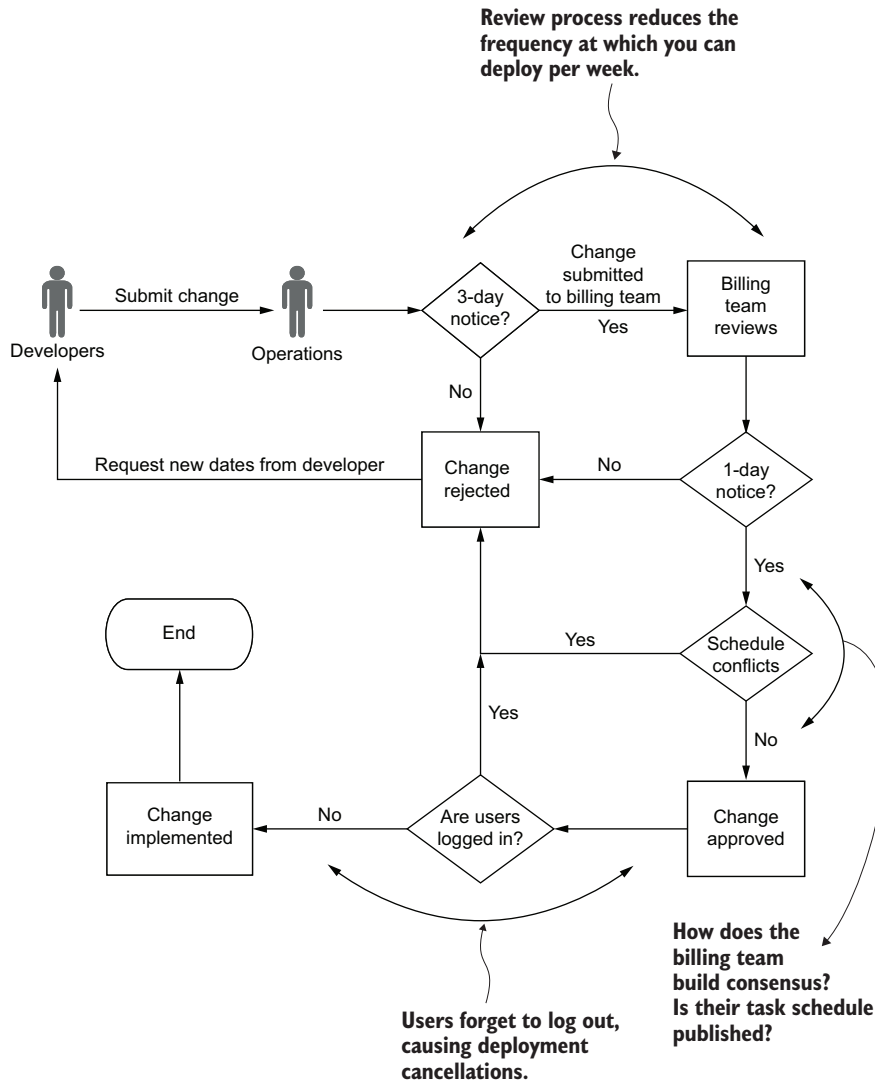 Review process reduces the
frequency at which you can
deploy per week.
Change
submitted
to billing team
Yes
3-day
notice?
Billing
team
reviews
Submit change
Developers
Operations
No
Request new dates from developer
Change
rejected
No
1-day
notice?
Yes
End
Yes
Schedule
conflicts
Yes
No
Change
implemented
No
Are users
logged in?
Change
approved
How does the
billing team
build consensus?
Is their task schedule
published?
Users forget to log out,
causing deployment
cancellations.